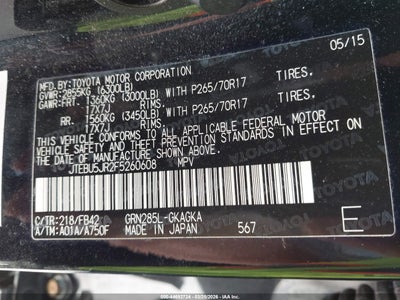 05/15
MFD.BY:TOYOTA MOTOR CORPORATION
GVWR:2855KG (6300LB)
GAWR:FRT. 1360KG (3000LB) WITH P265/70R17 TIRES,
17X7J RIMS.
RR. 1560KG (3450LB) WITH P265/70R17 TIRES,
17X7J RIMS.
THIS VEHICLE CONFORMS TO ALL APPLICABLE FEDERAL MOTOR
VEHICLE SAFETY, BUMPER, AND THEFT PREVENTION STANDARDS IN EFFECT ON
THE DATE OF MANUFACTURE SHOWN ABOVE.
JTEBU5JR2F5260608 MPV
C/TR:218/FB42 GRN285L-GKAGKA
A/TM:A01A/A750F MADE IN JAPAN 567 E